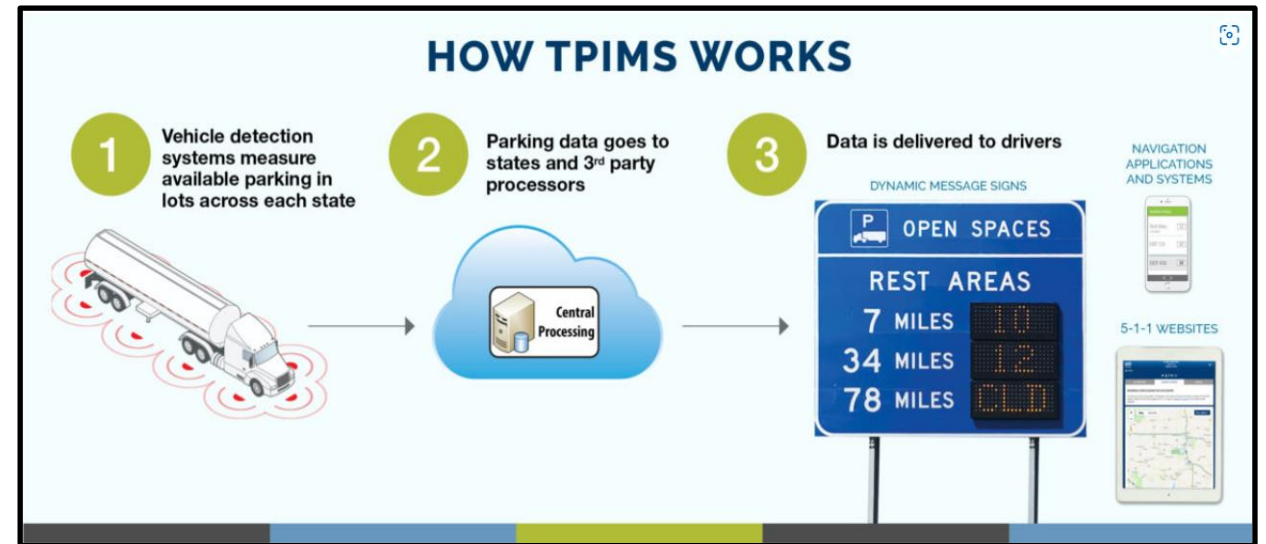 HOW TPIMS WORKS
1
Vehicle detection
systems measure
available parking in
lots across each state
2
Parking data goes to
states and 3rd party
processors
Central
Processing
3
Data is delivered to drivers
DYNAMIC MESSAGE SIGNS
P
OPEN SPACES
REST AREAS
7 MILES 10
34 MILES 12
78 MILES CLD
NAVIGATION
APPLICATIONS
AND SYSTEMS
5-1-1 WEBSITES